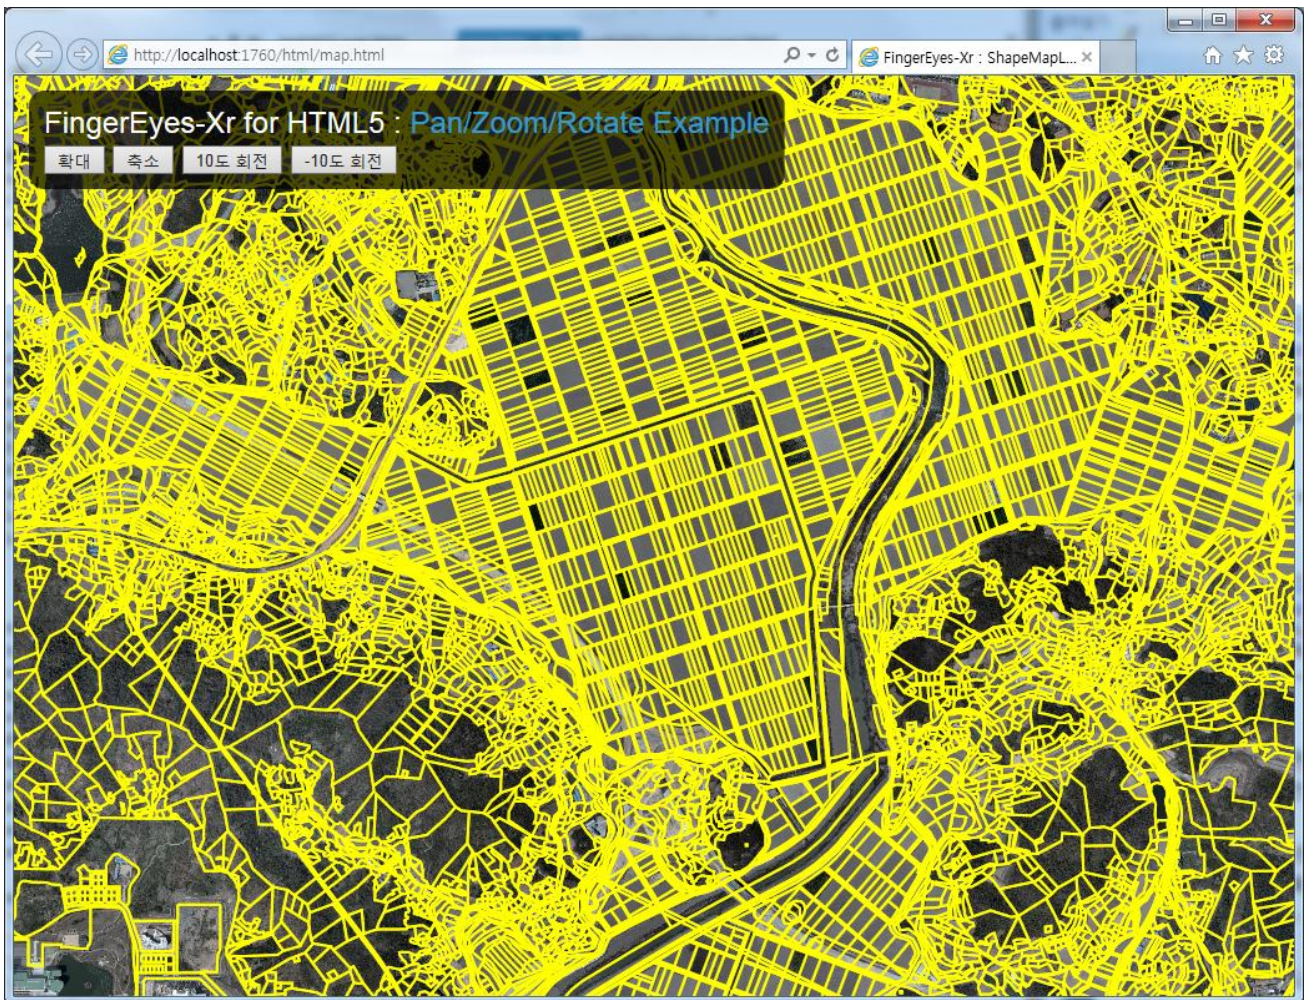 http://localhost:1760/html/map.html
FingerEyes-Xr : ShapeMapL...
FingerEyes-Xr for HTML5 : Pan/Zoom/Rotate Example
확대 축소 10도 회전 -10도 회전